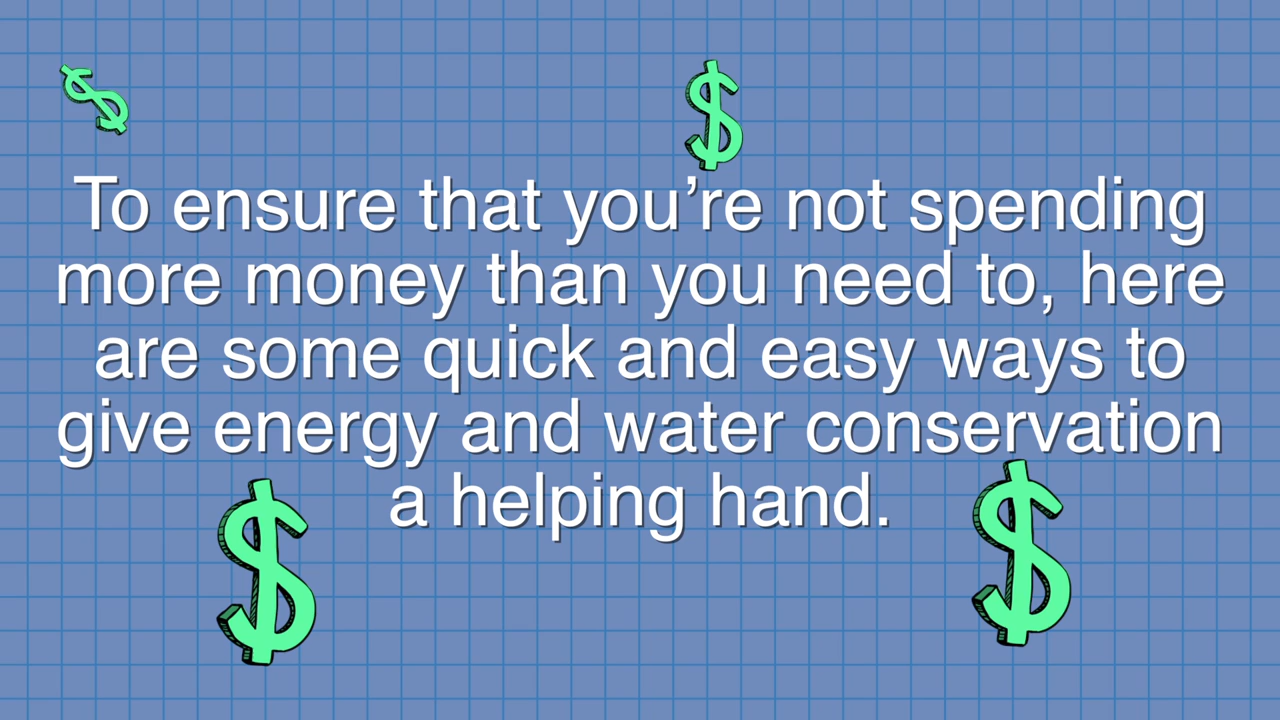 To ensure that you’re not spending
more money than you need to, here
are some quick and easy ways to
give energy and water conservation
a helping hand.